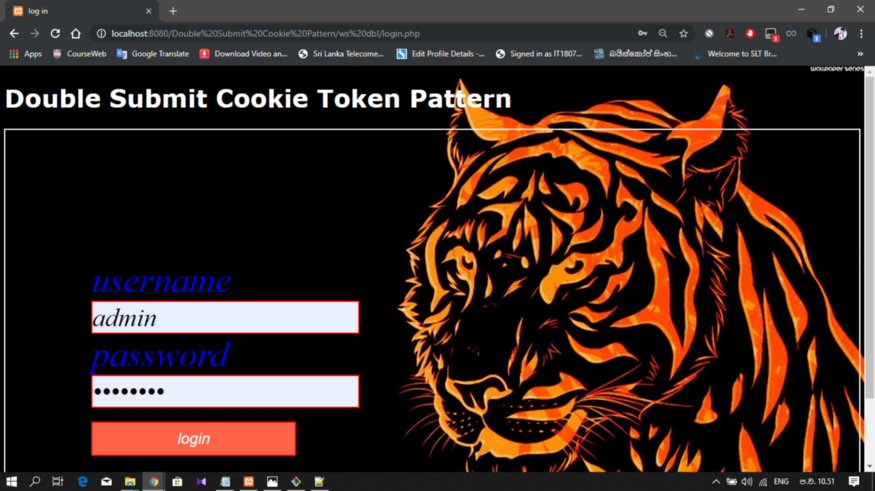 log in
localhost:8080/Double%20Submit%20Cookie%20Pattern/ws%20dbl/login.php
Apps CourseWeb Google Translate Download Video an... Sri Lanka Telecome... Edit Profile Details -... Signed in as IT1807... බයිස්කෝප් සිංහ... Welcome to SLT Br...
wallpaper series
Double Submit Cookie Token Pattern
username
admin
password
login
ENG ප.ව. 10.51